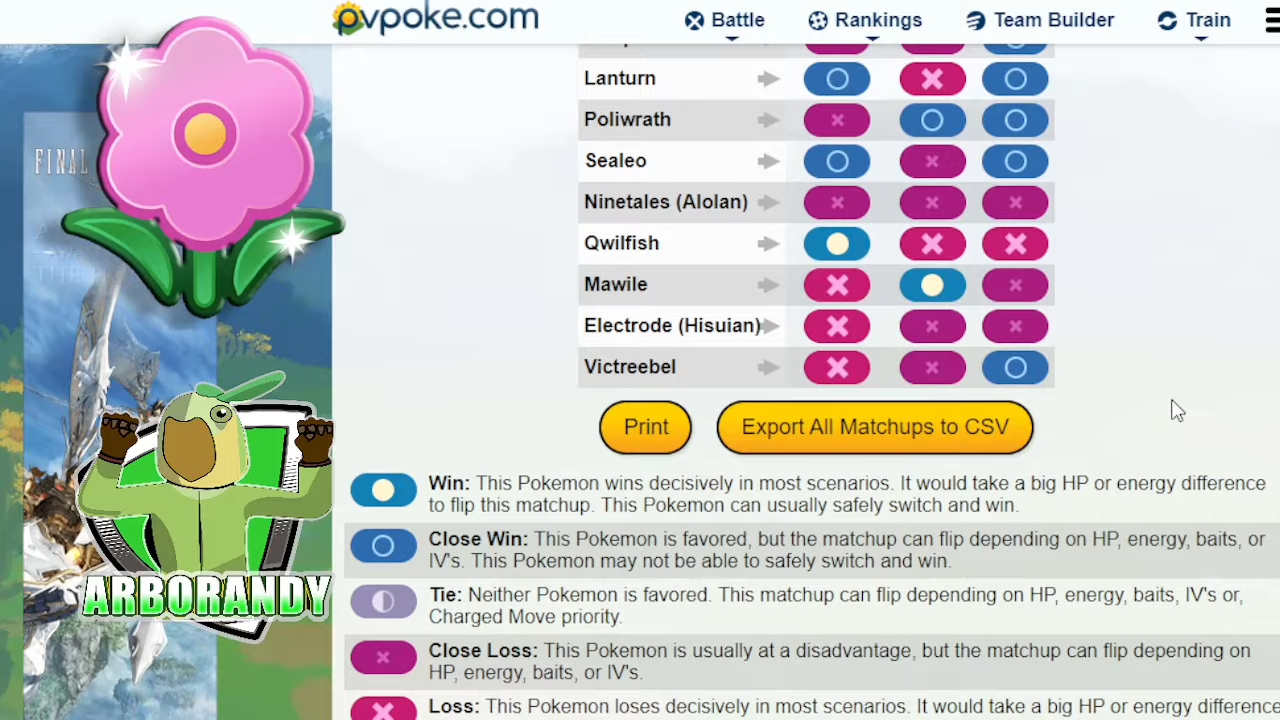 pvpoke.com
Battle
Rankings
Team Builder
Train
FINAL
Lanturn
Poliwrath
Sealeo
Ninetales (Alolan)
Qwilfish
Mawile
Electrode (Hisuian)
Victreebel
Print
Export All Matchups to CSV
Win: This Pokemon wins decisively in most scenarios. It would take a big HP or energy difference
to flip this matchup. This Pokemon can usually safely switch and win.
Close Win: This Pokemon is favored, but the matchup can flip depending on HP, energy, baits, or
IV's. This Pokemon may not be able to safely switch and win.
Tie: Neither Pokemon is favored. This matchup can flip depending on HP, energy, baits, IV's or,
Charged Move priority.
Close Loss: This Pokemon is usually at a disadvantage, but the matchup can flip depending on
HP, energy, baits, or IV's.
Loss: This Pokemon loses decisively in most scenarios. It would take a big HP or energy difference
ARBORANDY